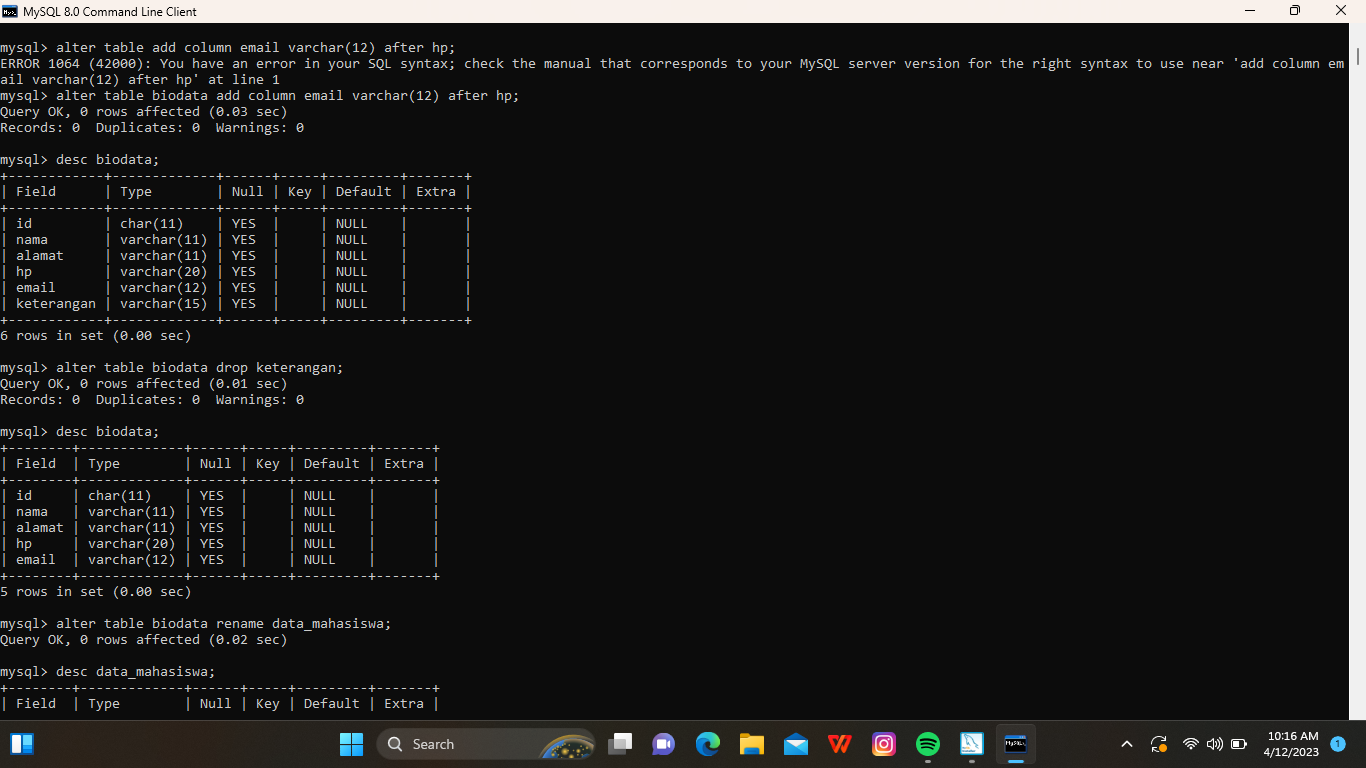 MySQL 8.0 Command Line Client
mysql> alter table add column email varchar(12) after hp;
ERROR 1064 (42000): You have an error in your SQL syntax; check the manual that corresponds to your MySQL server version for the right syntax to use near 'add column em
ail varchar(12) after hp' at line 1
mysql> alter table biodata add column email varchar(12) after hp;
Query OK, 0 rows affected (0.03 sec)
Records: 0  Duplicates: 0  Warnings: 0
mysql> desc biodata;
+------------+-------------+------+-----+---------+-------+
| Field      | Type        | Null | Key | Default | Extra |
+------------+-------------+------+-----+---------+-------+
| id         | char(11)    | YES  |     | NULL    |       |
| nama       | varchar(11) | YES  |     | NULL    |       |
| alamat     | varchar(11) | YES  |     | NULL    |       |
| hp         | varchar(20) | YES  |     | NULL    |       |
| email      | varchar(12) | YES  |     | NULL    |       |
| keterangan | varchar(15) | YES  |     | NULL    |       |
+------------+-------------+------+-----+---------+-------+
6 rows in set (0.00 sec)
mysql> alter table biodata drop keterangan;
Query OK, 0 rows affected (0.01 sec)
Records: 0  Duplicates: 0  Warnings: 0
mysql> desc biodata;
+--------+-------------+------+-----+---------+-------+
| Field  | Type        | Null | Key | Default | Extra |
+--------+-------------+------+-----+---------+-------+
| id     | char(11)    | YES  |     | NULL    |       |
| nama   | varchar(11) | YES  |     | NULL    |       |
| alamat | varchar(11) | YES  |     | NULL    |       |
| hp     | varchar(20) | YES  |     | NULL    |       |
| email  | varchar(12) | YES  |     | NULL    |       |
+--------+-------------+------+-----+---------+-------+
5 rows in set (0.00 sec)
mysql> alter table biodata rename data_mahasiswa;
Query OK, 0 rows affected (0.02 sec)
mysql> desc data_mahasiswa;
+--------+-------------+------+-----+---------+-------+
| Field  | Type        | Null | Key | Default | Extra |
Search
10:16 AM
4/12/2023
1